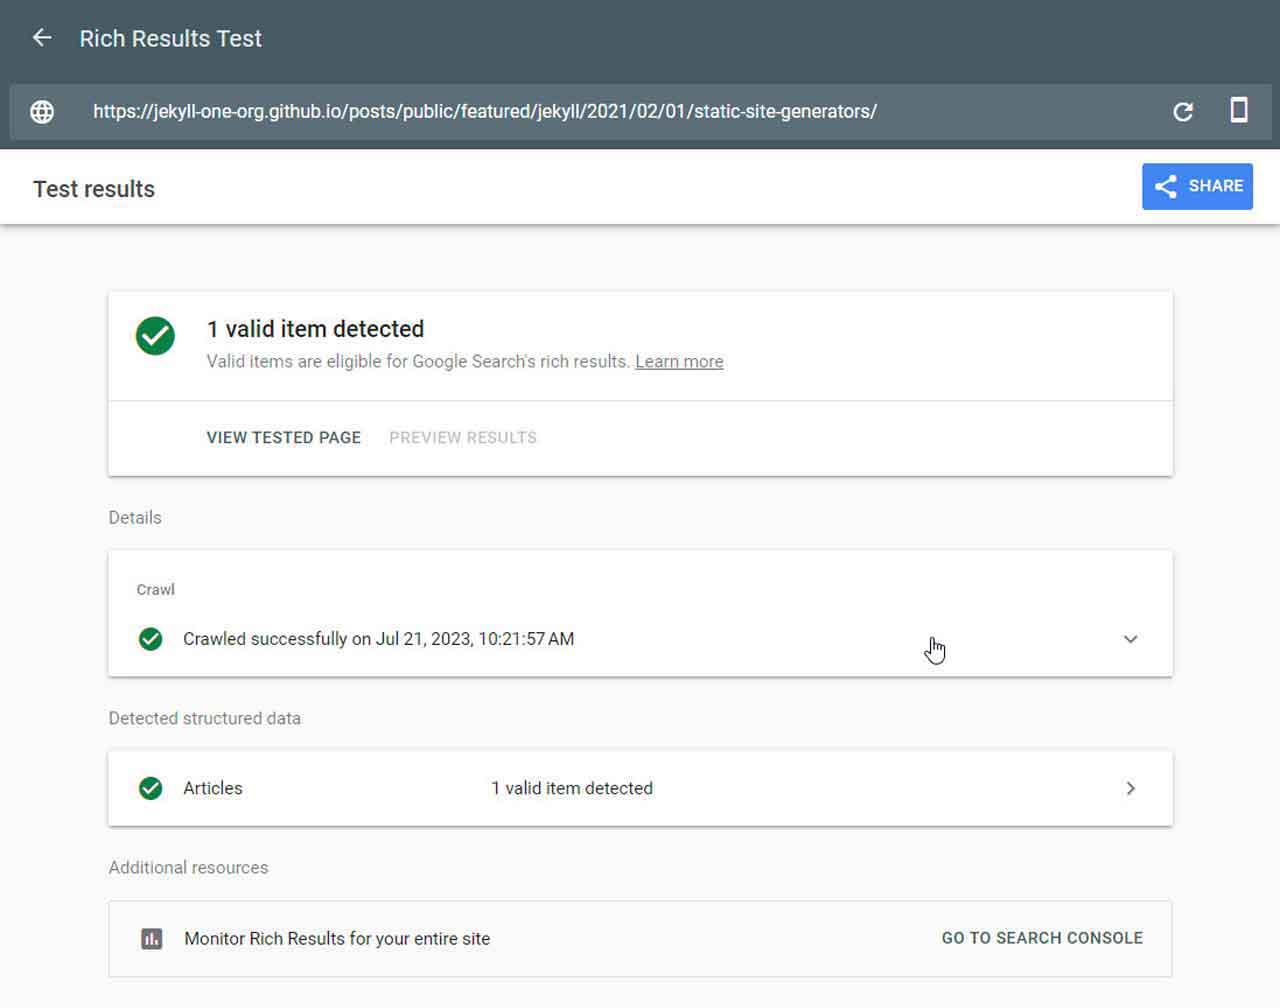 Rich Results Test
https://jekyll-one-org.github.io/posts/public/featured/jekyll/2021/02/01/static-site-generators/
Test results
SHARE
1 valid item detected
Valid items are eligible for Google Search's rich results. Learn more
VIEW TESTED PAGE PREVIEW RESULTS
Details
Crawl
Crawled successfully on Jul 21, 2023, 10:21:57 AM
Detected structured data
Articles 1 valid item detected
Additional resources
Monitor Rich Results for your entire site GO TO SEARCH CONSOLE